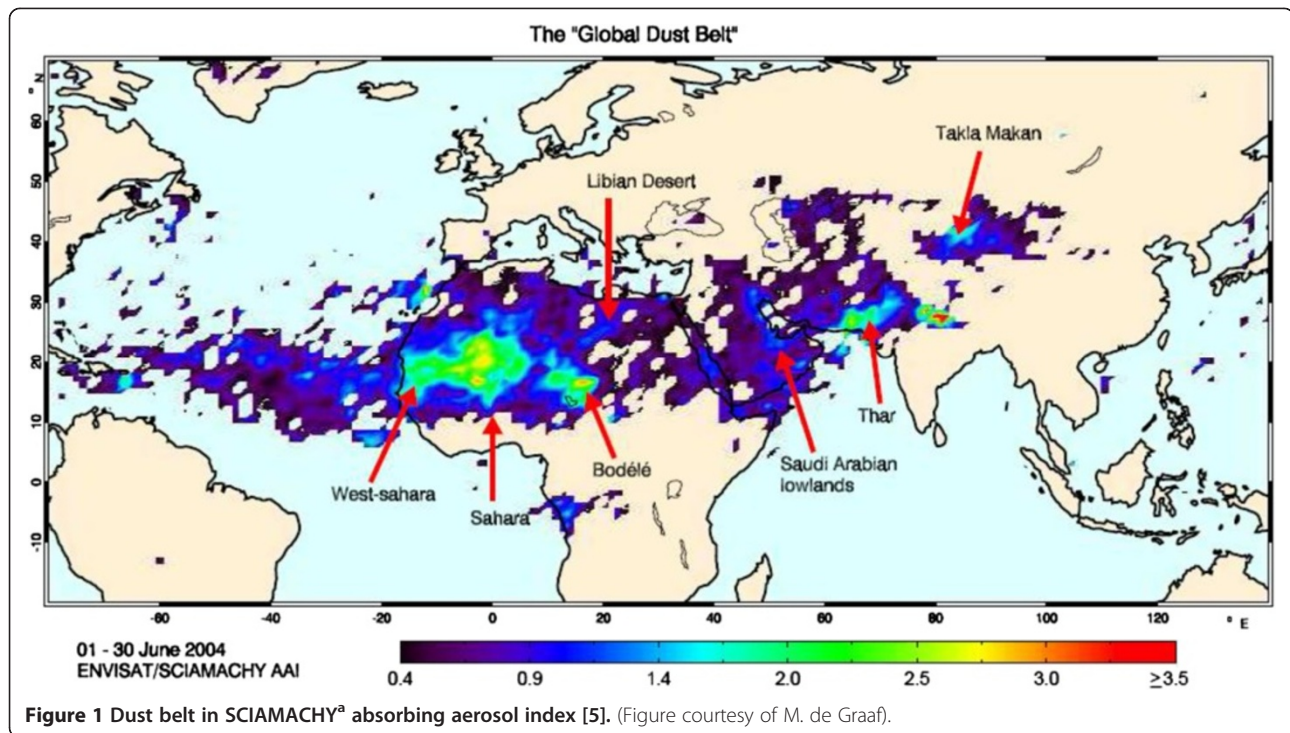 The "Global Dust Belt"
N
°
60
50
40
30
20
10
0
-10
Takla Makan
Libian Desert
Thar
Saudi Arabian
lowlands
Bodélé
West-sahara
Sahara
-60
-40
-20
0
20
40
60
80
100
120
° E
01 - 30 June 2004
ENVISAT/SCIAMACHY AAI
0.4
0.9
1.4
2.0
2.5
3.0
≥3.5
Figure 1 Dust belt in SCIAMACHYᵃ absorbing aerosol index [5]. (Figure courtesy of M. de Graaf).